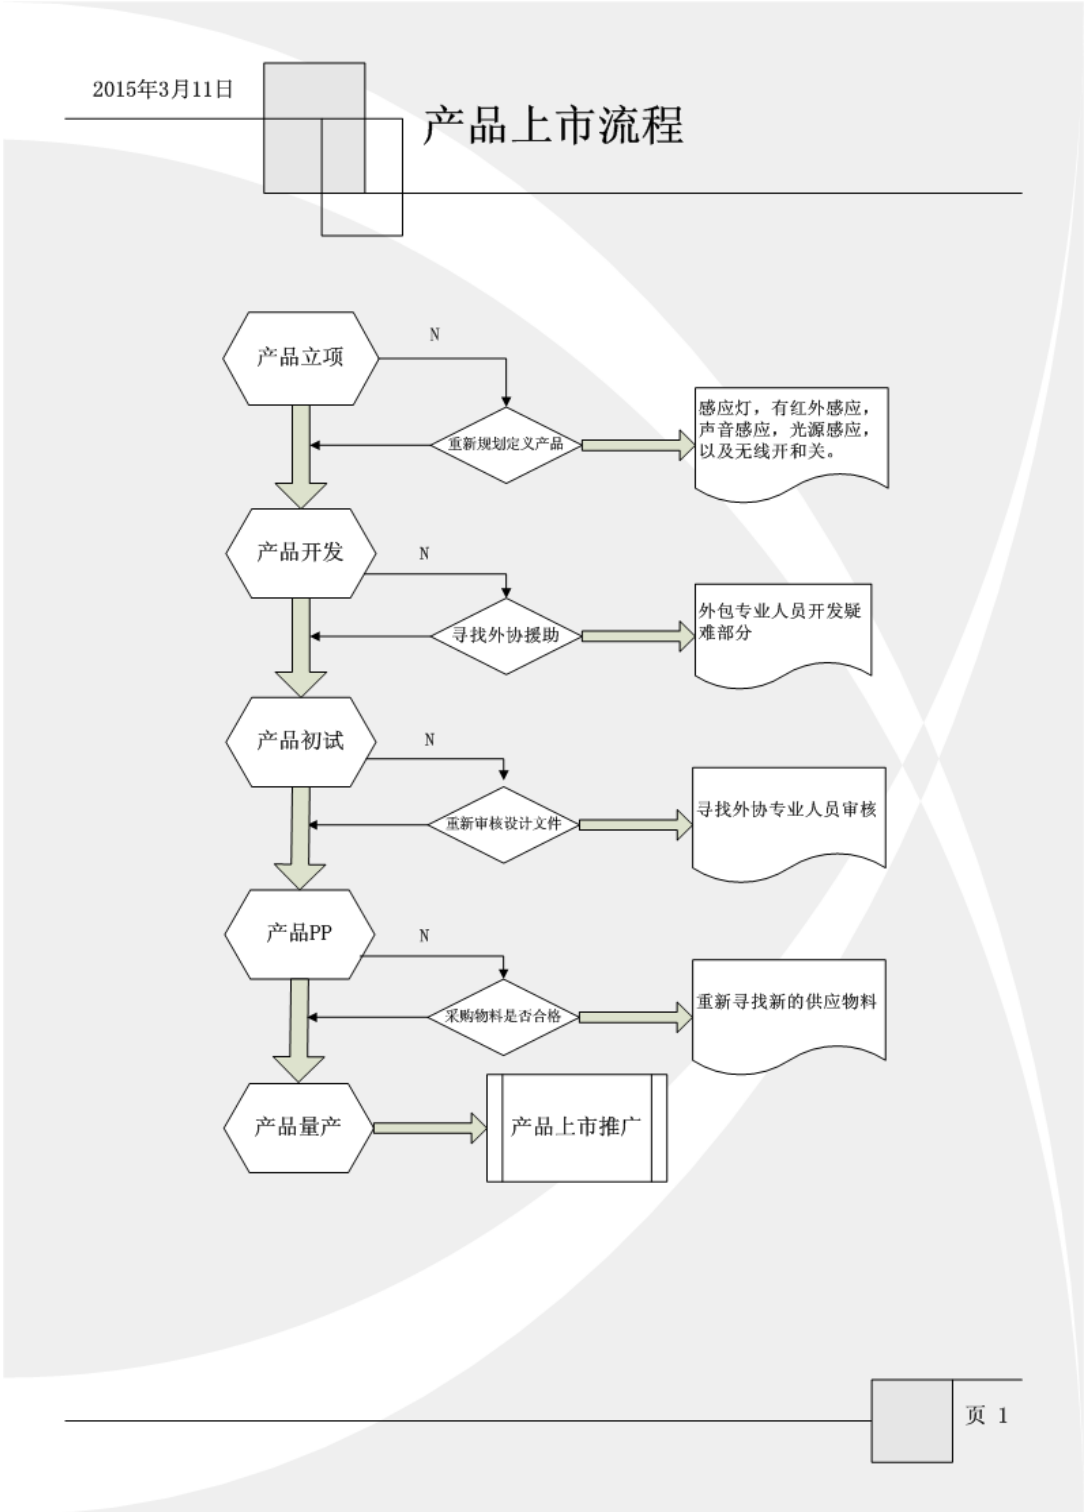 2015年3月11日
产品上市流程
产品立项
N
重新规划定义产品
感应灯，有红外感应，
声音感应，光源感应，
以及无线开和关。
产品开发
N
寻找外协援助
外包专业人员开发疑
难部分
产品初试
N
重新审核设计文件
寻找外协专业人员审核
产品PP
N
采购物料是否合格
重新寻找新的供应物料
产品量产
产品上市推广
页 1